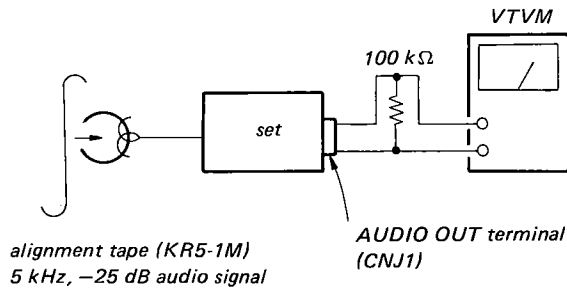 VTVM
100 kΩ
set
AUDIO OUT terminal
(CNJ1)
alignment tape (KR5-1M)
5 kHz, −25 dB audio signal